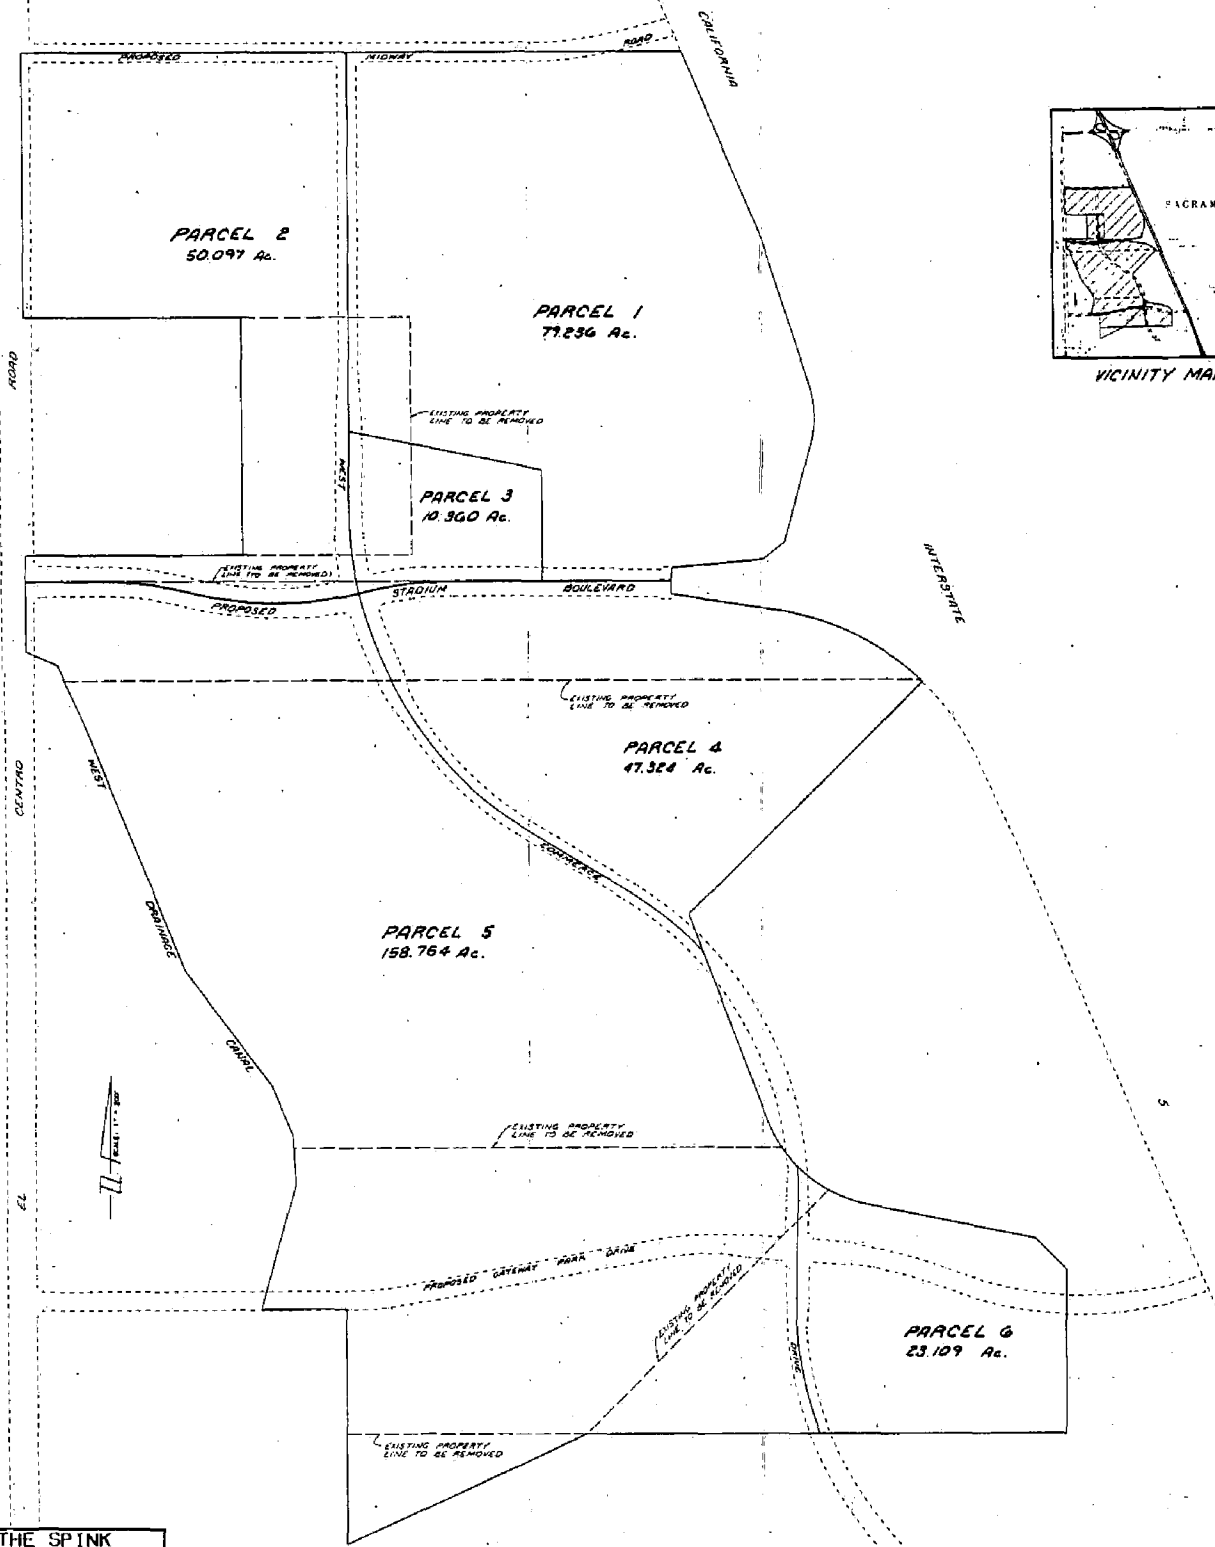 CALIFORNIA
PROPOSED
MIDWAY
ROAD
PARCEL 2
50.097 Ac.
PARCEL 1
79.236 Ac.
VICINITY MAP
ROAD
EXISTING PROPERTY
LINE TO BE REMOVED
WEST
PARCEL 3
10.360 Ac.
EXISTING PROPERTY
LINE (TO BE REMOVED)
PROPOSED
STADIUM
BOULEVARD
INTERSTATE
EXISTING PROPERTY
LINE TO BE REMOVED
PARCEL 4
47.324 Ac.
CENTRO
WEST
COMMERCE
DRAINAGE
PARCEL 5
158.764 Ac.
CANAL
SCALE: 1" = 200'
5
EXISTING PROPERTY
LINE TO BE REMOVED
EL
PROPOSED GATEWAY PARK DRIVE
EXISTING PROPERTY
LINE TO BE REMOVED
PARCEL 6
23.109 Ac.
DRIVE
EXISTING PROPERTY
LINE TO BE REMOVED
THE SPINK